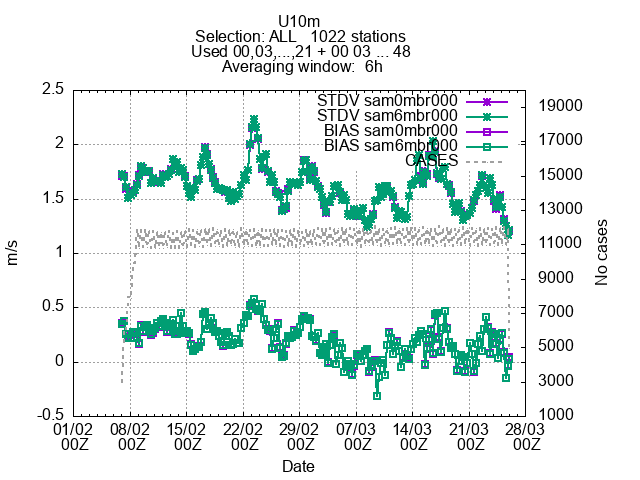 U10m
Selection: ALL   1022 stations
Used 00,03,...,21 + 00 03 ... 48
Averaging window:  6h
STDV sam0mbr000
STDV sam6mbr000
BIAS sam0mbr000
BIAS sam6mbr000
CASES
m/s
2.5
2
1.5
1
0.5
0
-0.5
No cases
19000
17000
15000
13000
11000
9000
7000
5000
3000
1000
01/02 08/02 15/02 22/02 29/02 07/03 14/03 21/03 28/03
00Z 00Z 00Z 00Z 00Z 00Z 00Z 00Z 00Z
Date